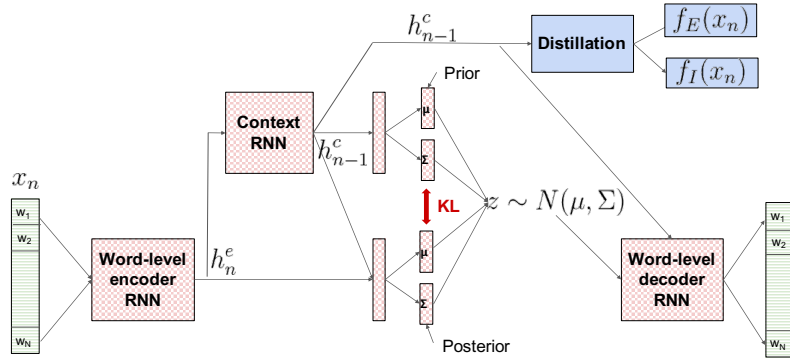 h^c_{n-1}
Distillation
f_E(x_n)
f_I(x_n)
Prior
μ
Context
RNN
h^c_{n-1}
Σ
x_n
w_1
w_2
w_N
KL
z ∼ N(μ, Σ)
w_1
w_2
w_N
Word-level
encoder
RNN
h^e_n
μ
Σ
Posterior
Word-level
decoder
RNN